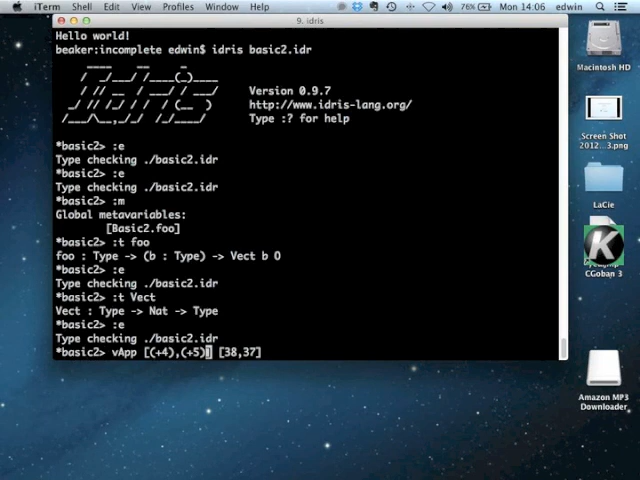 iTerm Shell Edit View Profiles Window Help
76% Mon 14:06 edwin
9. idris
Hello world!
beaker:incomplete edwin$ idris basic2.idr
Version 0.9.7
http://www.idris-lang.org/
Type :? for help
*basic2> :e
Type checking ./basic2.idr
*basic2> :e
Type checking ./basic2.idr
*basic2> :m
Global metavariables:
[Basic2.foo]
*basic2> :t foo
foo : Type -> (b : Type) -> Vect b O
*basic2> :e
Type checking ./basic2.idr
*basic2> :t Vect
Vect : Type -> Nat -> Type
*basic2> :e
Type checking ./basic2.idr
*basic2> vApp [(+4),(+5)] [38,37]
Macintosh HD
Screen Shot
2012...3.png
LaCie
K
CGoban 3
Amazon MP3
Downloader